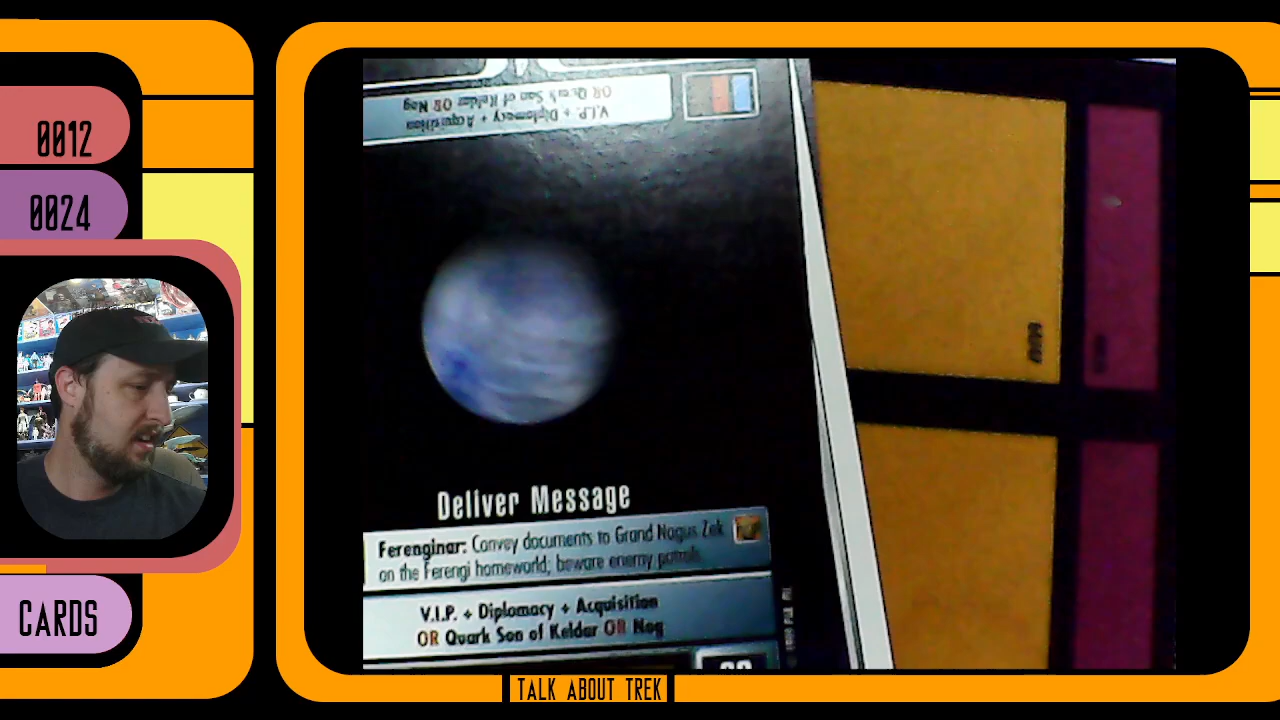 0012
0024
CARDS
V.I.P. + Diplomacy + Acquisition
OR Quark Son of Keldar OR Nog
Deliver Message
Ferenginar: Convey documents to Grand Nagus Zek
on the Ferengi homeworld; beware enemy patrols.
V.I.P. + Diplomacy + Acquisition
OR Quark Son of Keldar OR Nog
TALK ABOUT TREK